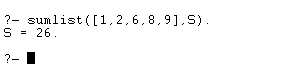 ?- sumlist([1,2,6,8,9],S).
S = 26.
?-